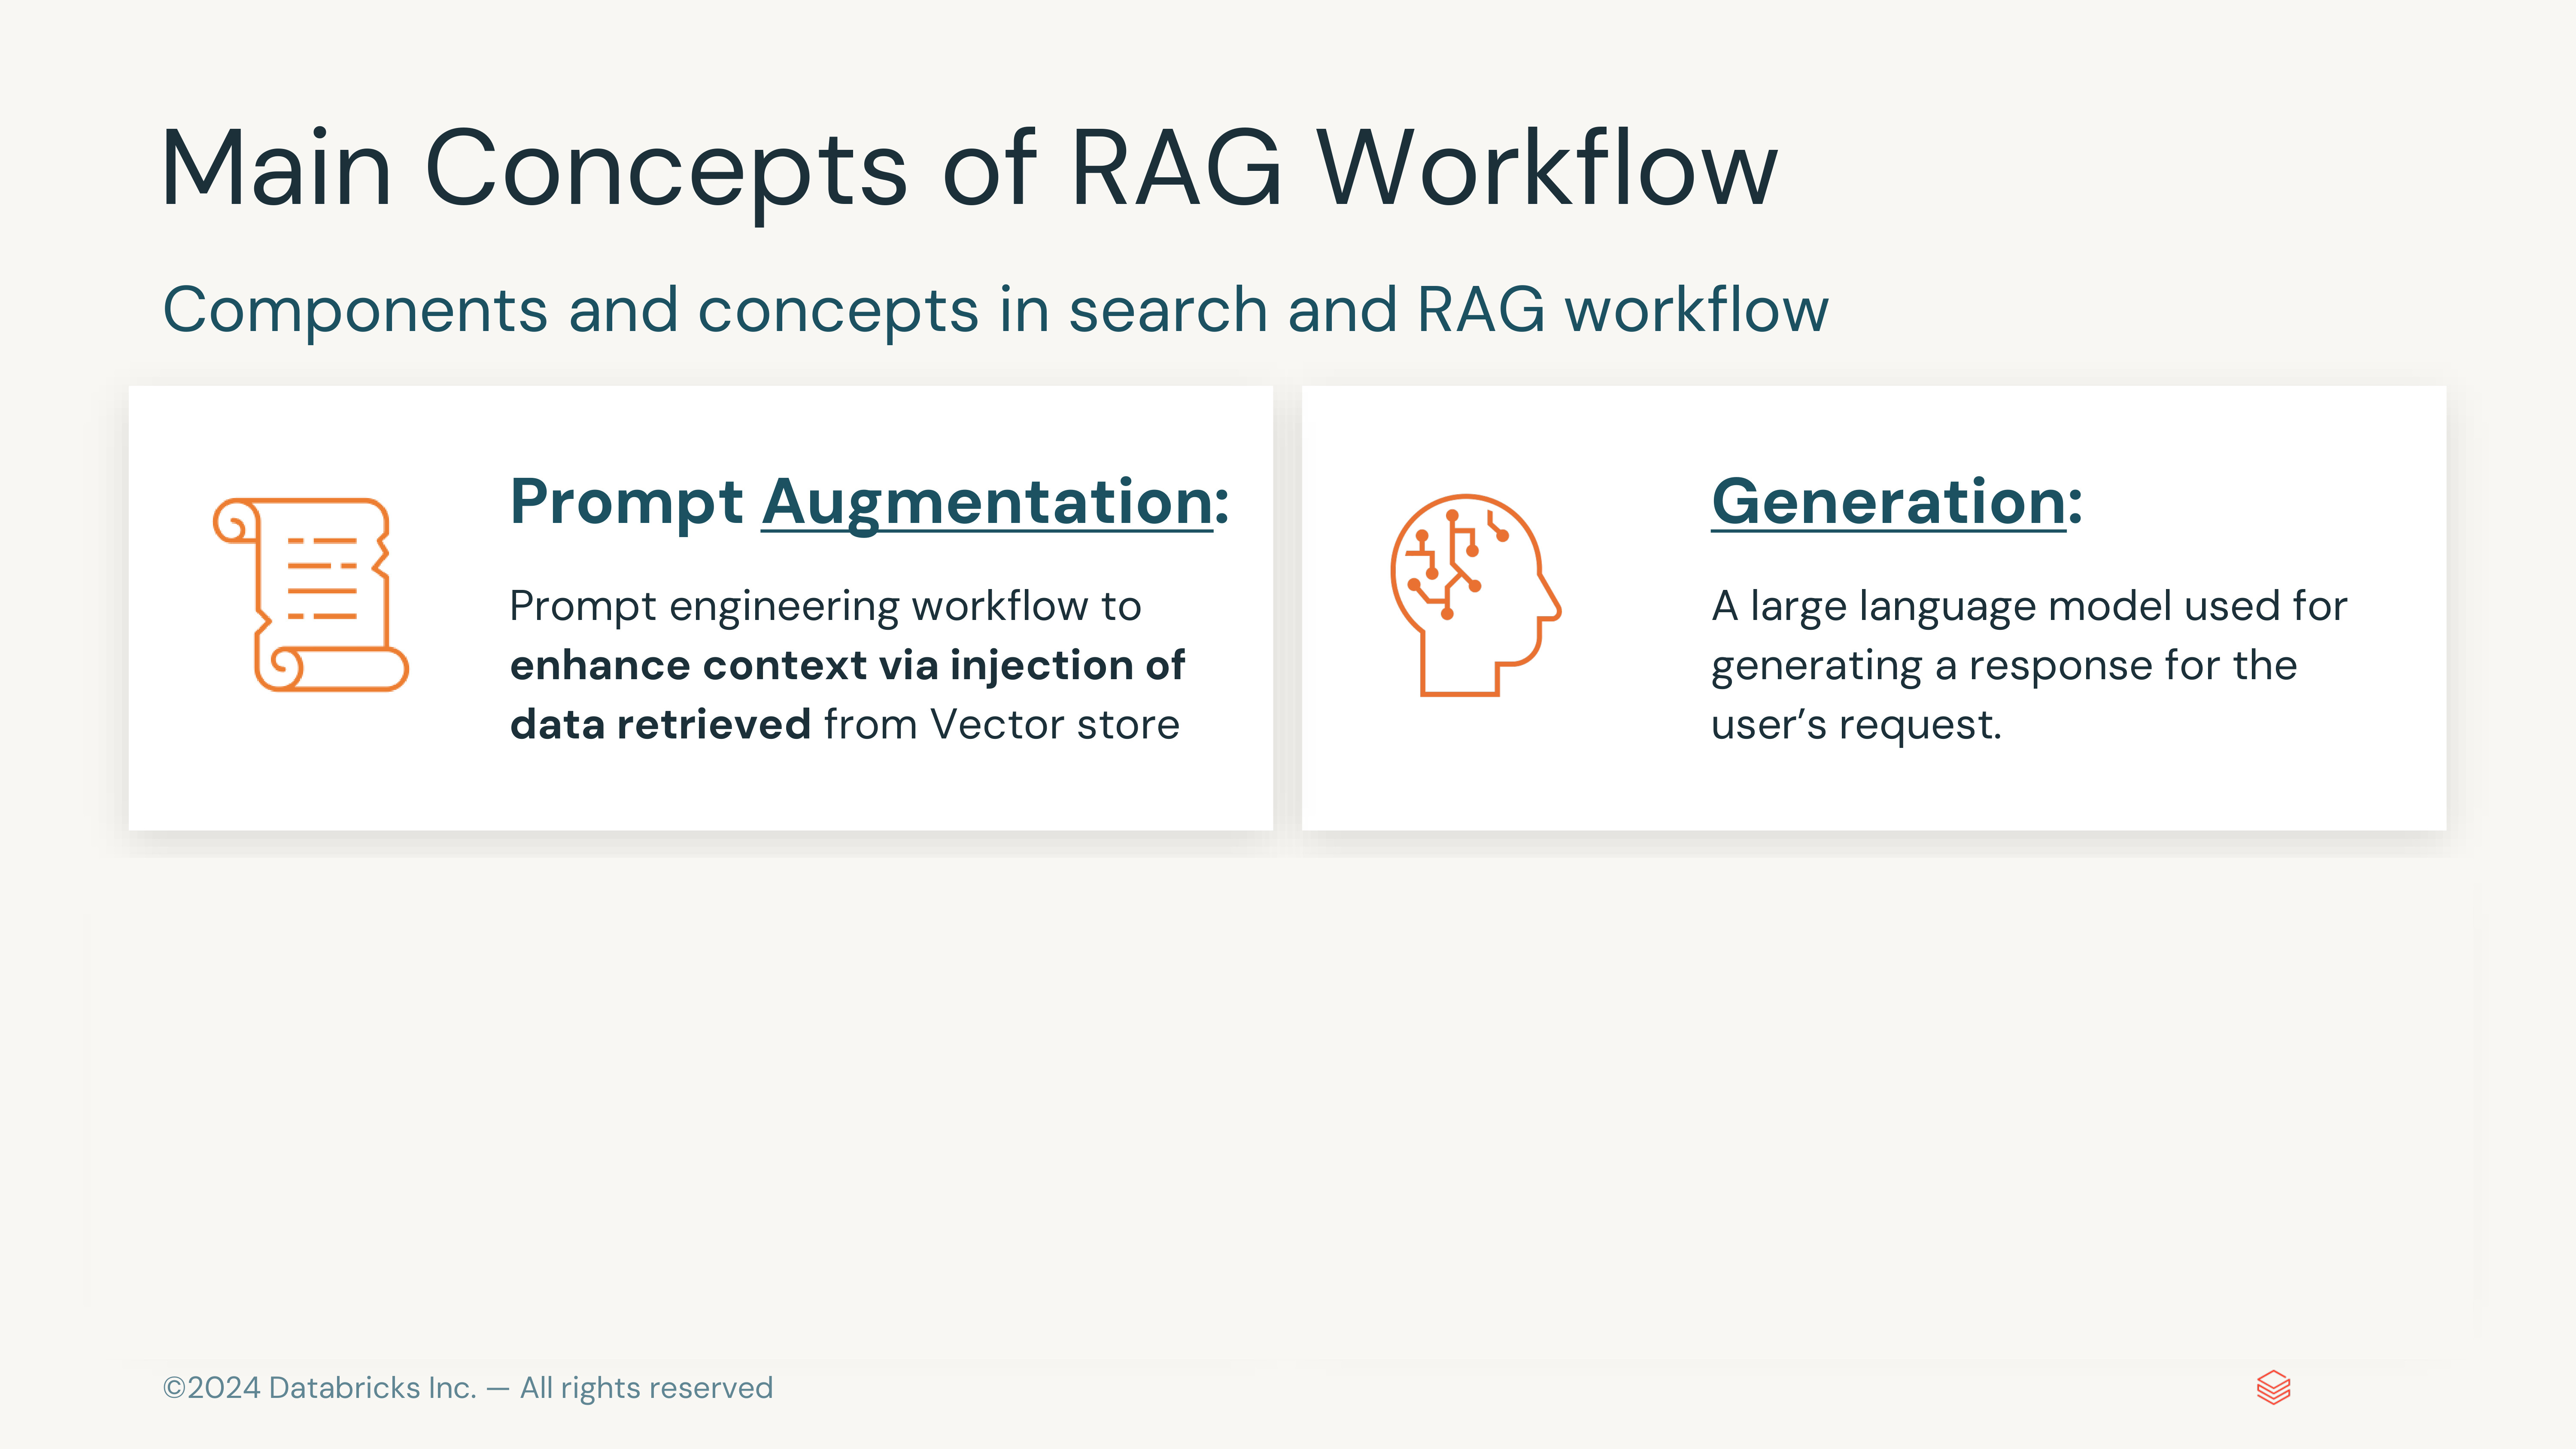 Main Concepts of RAG Workflow
Components and concepts in search and RAG workflow
Prompt Augmentation:
Prompt engineering workflow to
enhance context via injection of
data retrieved from Vector store
Generation:
A large language model used for
generating a response for the
user’s request.
©2024 Databricks Inc. — All rights reserved